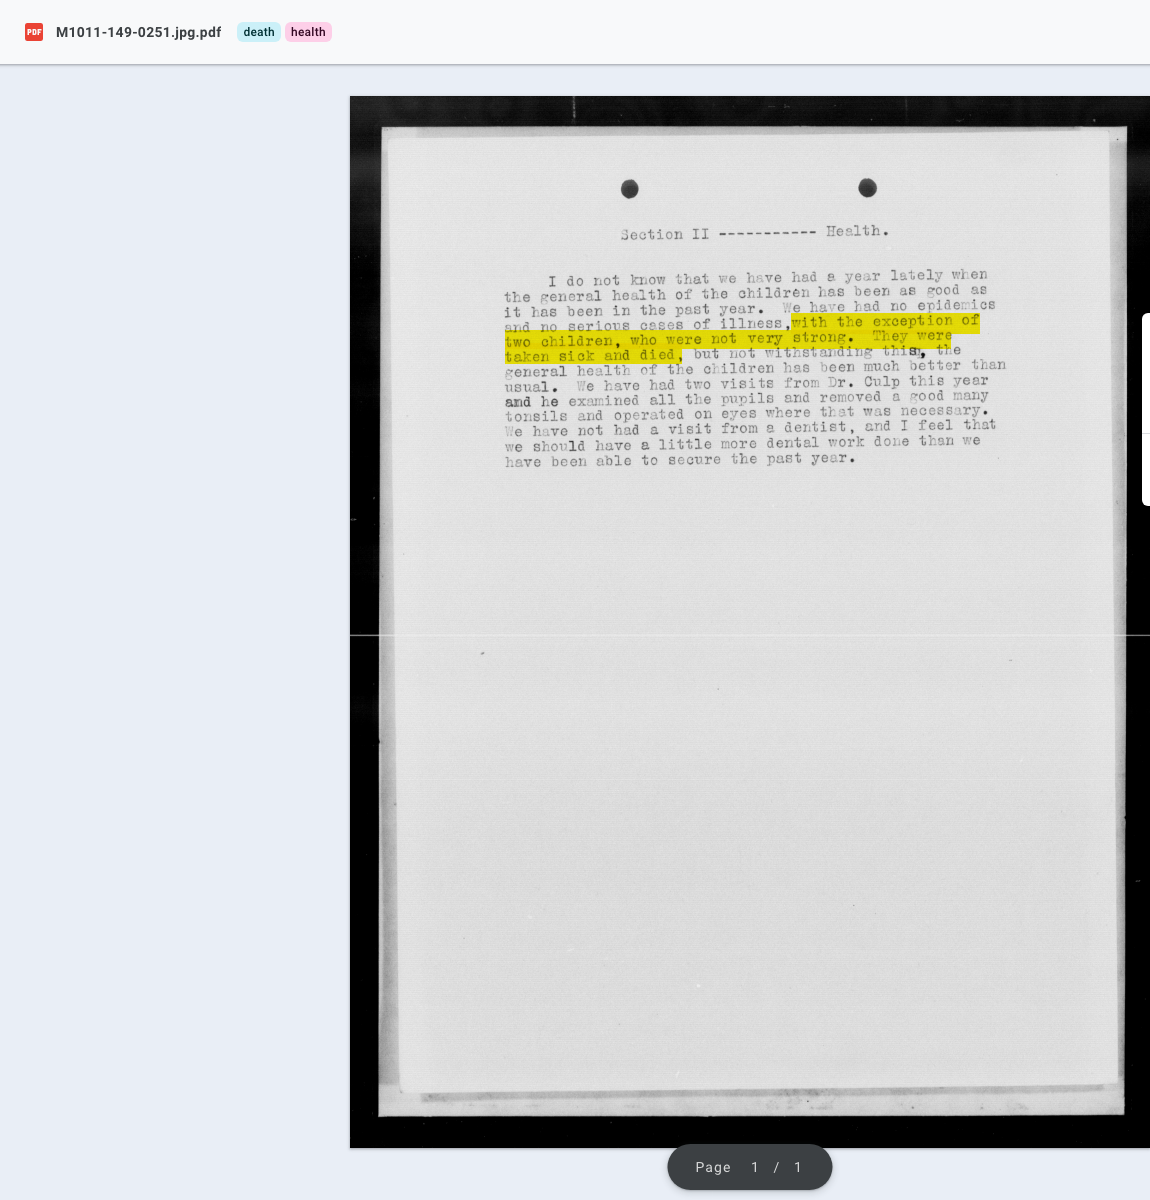 PDF M1011-149-0251.jpg.pdf death health
Section II ----------- Health.
I do not know that we have had a year lately when
the general health of the children has been as good as
it has been in the past year. We have had no epidemics
and no serious cases of illness, with the exception of
two children, who were not very strong. They were
taken sick and died, but not withstanding this, the
general health of the children has been much better than
usual. We have had two visits from Dr. Culp this year
and he examined all the pupils and removed a good many
tonsils and operated on eyes where that was necessary.
We have not had a visit from a dentist, and I feel that
we should have a little more dental work done than we
have been able to secure the past year.
Page 1 / 1